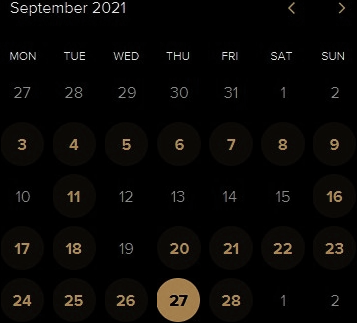 September 2021
MON TUE WED THU FRI SAT SUN
27 28 29 30 31 1 2
3 4 5 6 7 8 9
10 11 12 13 14 15 16
17 18 19 20 21 22 23
24 25 26 27 28 1 2